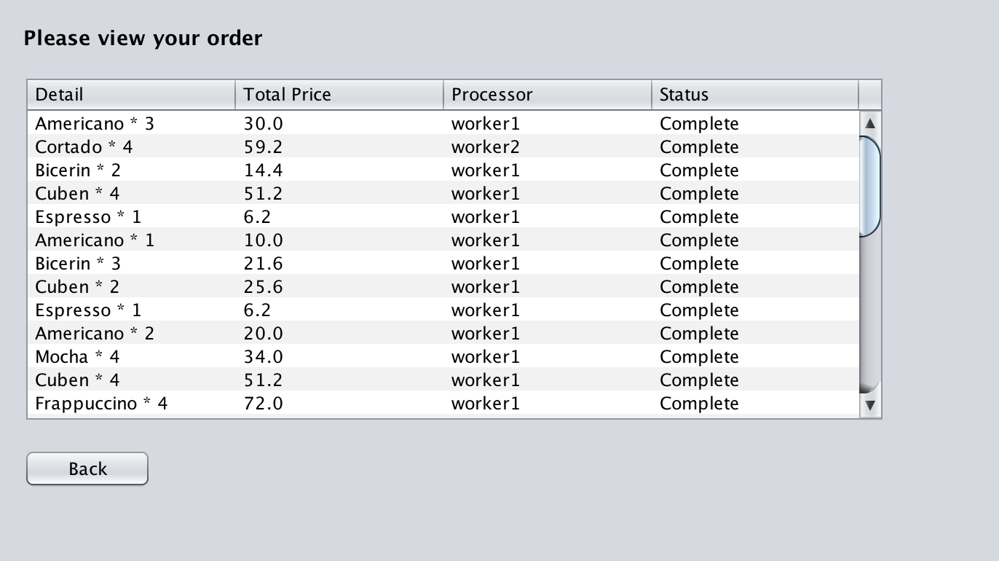 Please view your order
Detail Total Price Processor Status
Americano * 3 30.0 worker1 Complete
Cortado * 4 59.2 worker2 Complete
Bicerin * 2 14.4 worker1 Complete
Cuben * 4 51.2 worker1 Complete
Espresso * 1 6.2 worker1 Complete
Americano * 1 10.0 worker1 Complete
Bicerin * 3 21.6 worker1 Complete
Cuben * 2 25.6 worker1 Complete
Espresso * 1 6.2 worker1 Complete
Americano * 2 20.0 worker1 Complete
Mocha * 4 34.0 worker1 Complete
Cuben * 4 51.2 worker1 Complete
Frappuccino * 4 72.0 worker1 Complete
Back